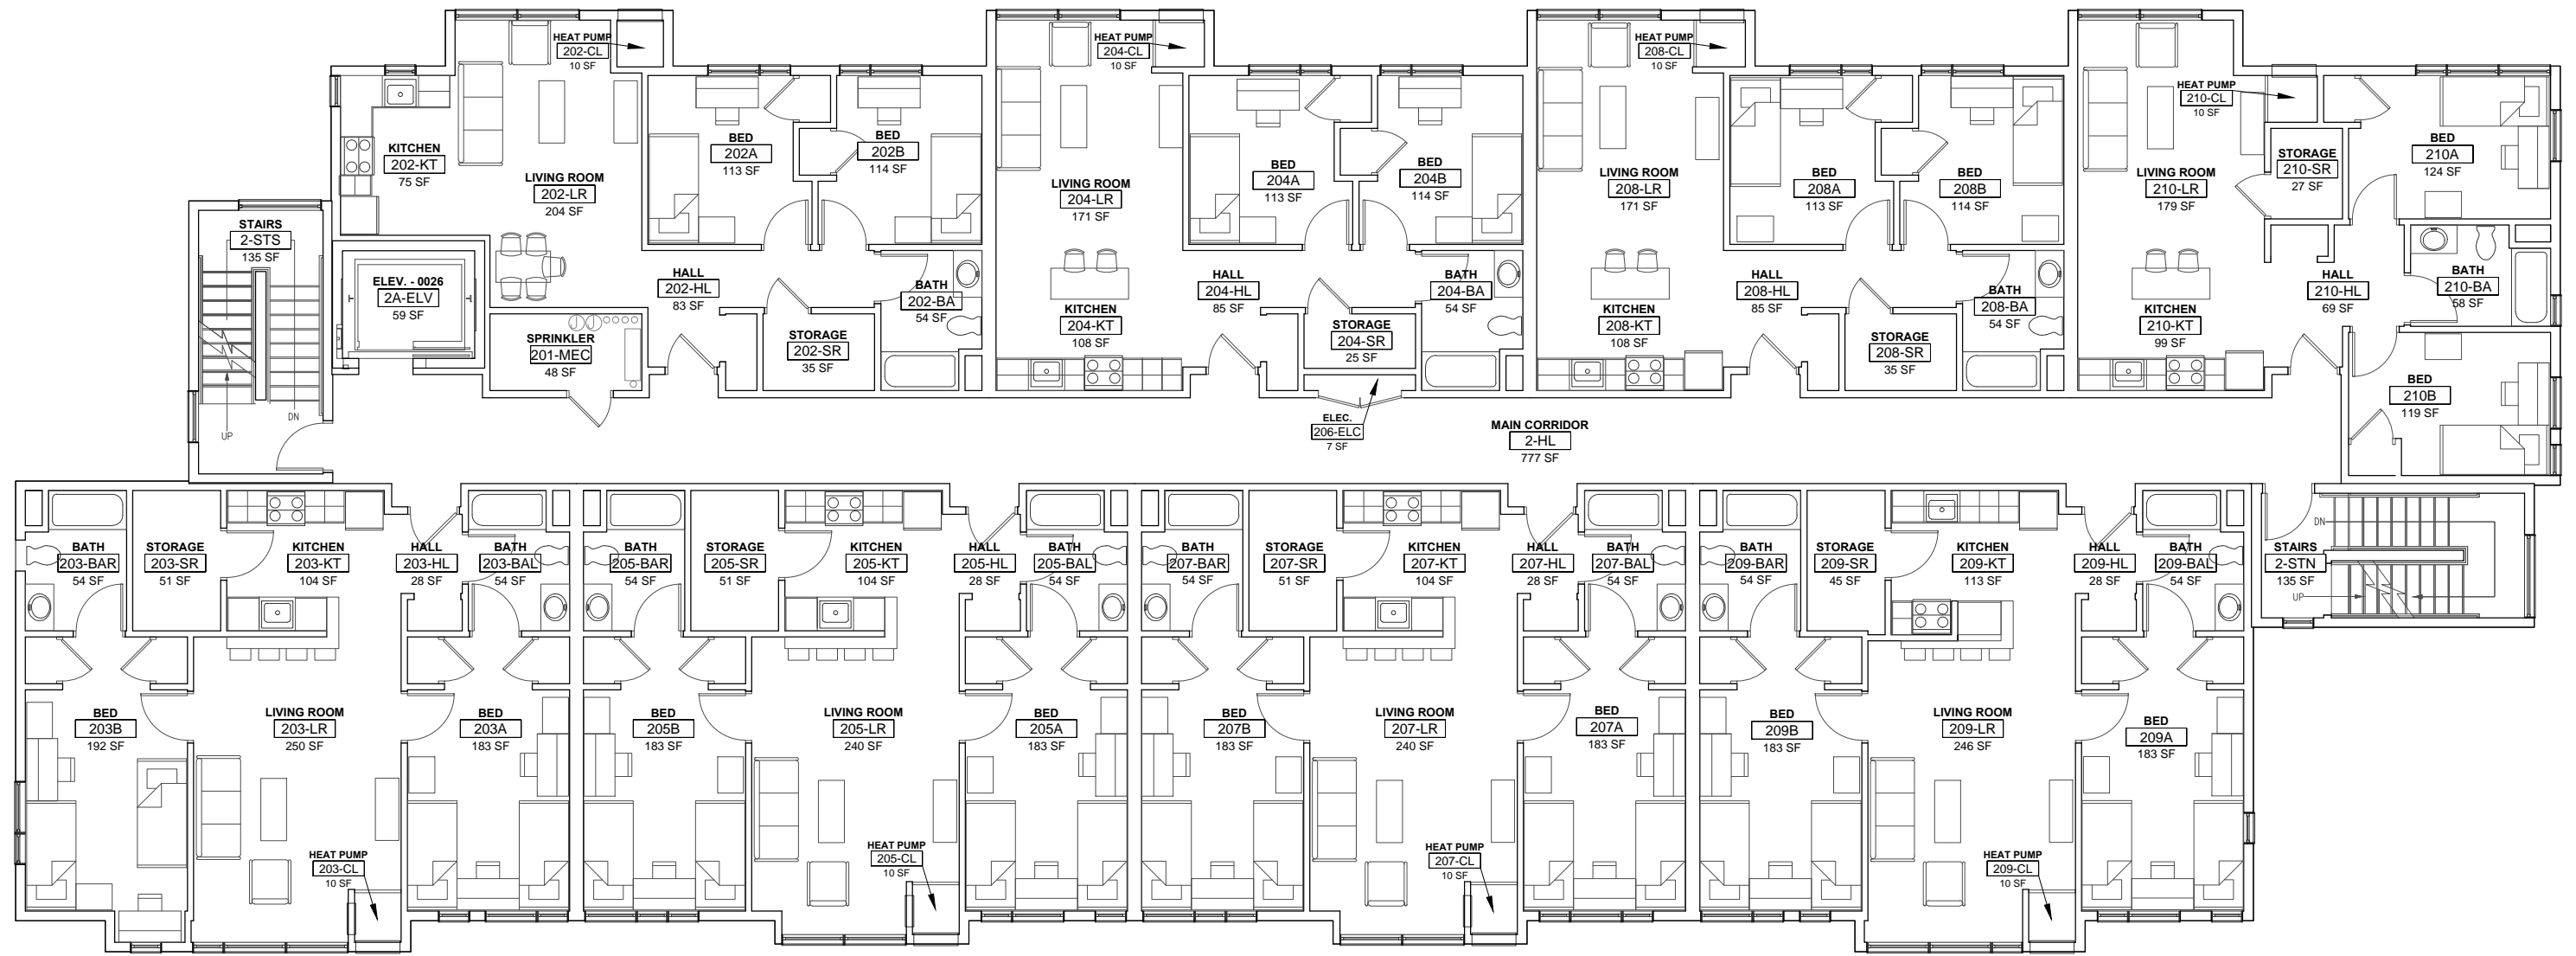 HEAT PUMP
202-CL
10 SF
HEAT PUMP
204-CL
10 SF
HEAT PUMP
208-CL
10 SF
HEAT PUMP
210-CL
10 SF
KITCHEN
202-KT
75 SF
LIVING ROOM
202-LR
204 SF
BED
202A
113 SF
BED
202B
114 SF
LIVING ROOM
204-LR
171 SF
BED
204A
113 SF
BED
204B
114 SF
LIVING ROOM
208-LR
171 SF
BED
208A
113 SF
BED
208B
114 SF
LIVING ROOM
210-LR
179 SF
STORAGE
210-SR
27 SF
BED
210A
124 SF
STAIRS
2-STS
135 SF
DN
UP
ELEV. - 0026
2A-ELV
59 SF
HALL
202-HL
83 SF
BATH
202-BA
54 SF
SPRINKLER
201-MEC
48 SF
STORAGE
202-SR
35 SF
KITCHEN
204-KT
108 SF
HALL
204-HL
85 SF
BATH
204-BA
54 SF
STORAGE
204-SR
25 SF
KITCHEN
208-KT
108 SF
HALL
208-HL
85 SF
BATH
208-BA
54 SF
STORAGE
208-SR
35 SF
KITCHEN
210-KT
99 SF
HALL
210-HL
69 SF
BATH
210-BA
58 SF
BED
210B
119 SF
ELEC.
206-ELC
7 SF
MAIN CORRIDOR
2-HL
777 SF
BATH
203-BAR
54 SF
STORAGE
203-SR
51 SF
KITCHEN
203-KT
104 SF
HALL
203-HL
28 SF
BATH
203-BAL
54 SF
BATH
205-BAR
54 SF
STORAGE
205-SR
51 SF
KITCHEN
205-KT
104 SF
HALL
205-HL
28 SF
BATH
205-BAL
54 SF
BATH
207-BAR
54 SF
STORAGE
207-SR
51 SF
KITCHEN
207-KT
104 SF
HALL
207-HL
28 SF
BATH
207-BAL
54 SF
BATH
209-BAR
54 SF
STORAGE
209-SR
45 SF
KITCHEN
209-KT
113 SF
HALL
209-HL
28 SF
BATH
209-BAL
54 SF
STAIRS
2-STN
135 SF
DN
UP
BED
203B
192 SF
LIVING ROOM
203-LR
250 SF
BED
203A
183 SF
BED
205B
183 SF
LIVING ROOM
205-LR
240 SF
BED
205A
183 SF
BED
207B
183 SF
LIVING ROOM
207-LR
240 SF
BED
207A
183 SF
BED
209B
183 SF
LIVING ROOM
209-LR
246 SF
BED
209A
183 SF
HEAT PUMP
203-CL
10 SF
HEAT PUMP
205-CL
10 SF
HEAT PUMP
207-CL
10 SF
HEAT PUMP
209-CL
10 SF